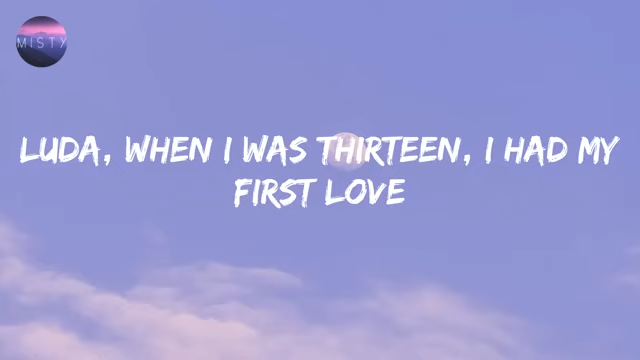 MISTY
LUDA, WHEN I WAS THIRTEEN, I HAD MY
FIRST LOVE